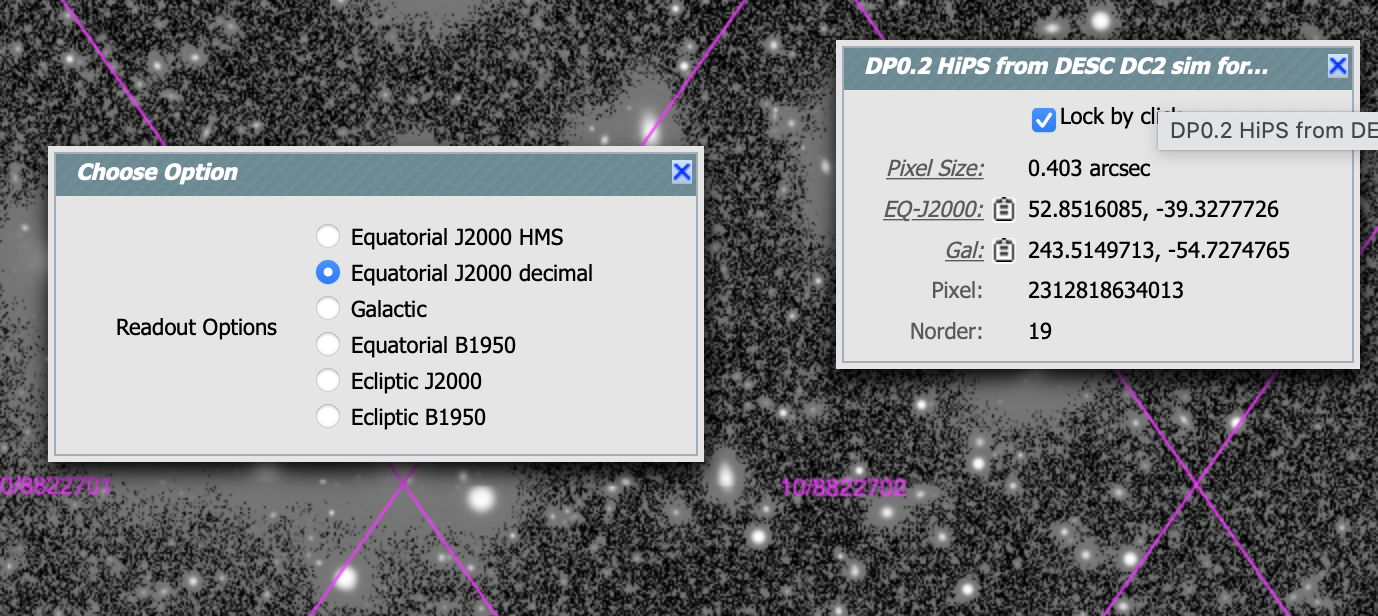 DP0.2 HiPS from DESC DC2 sim for...
Lock by
DP0.2 HiPS from DE
Pixel Size: 0.403 arcsec
EQ-J2000: 52.8516085, -39.3277726
Gal: 243.5149713, -54.7274765
Pixel: 2312818634013
Norder: 19
Choose Option
Readout Options
Equatorial J2000 HMS
Equatorial J2000 decimal
Galactic
Equatorial B1950
Ecliptic J2000
Ecliptic B1950
0/8822701
10/8822702